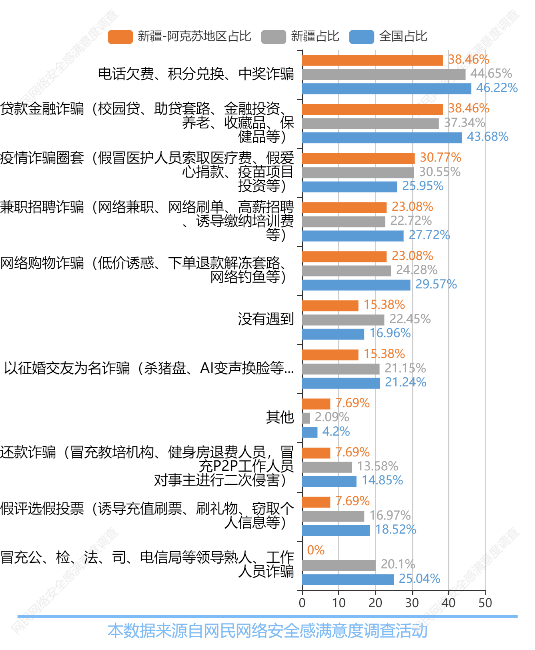 新疆-阿克苏地区占比 新疆占比 全国占比
电话欠费、积分兑换、中奖诈骗
38.46%
44.65%
46.22%
贷款金融诈骗（校园贷、助贷套路、金融投资、
养老、收藏品、保
健品等）
38.46%
37.34%
43.68%
疫情诈骗圈套（假冒医护人员索取医疗费、假爱
心捐款、疫苗项目
投资等）
30.77%
30.55%
25.95%
兼职招聘诈骗（网络兼职、网络刷单、高薪招聘
、诱导缴纳培训费
等）
23.08%
22.72%
27.72%
网络购物诈骗（低价诱惑、下单退款解冻套路、
网络钓鱼等）
23.08%
24.28%
29.57%
没有遇到
15.38%
22.45%
16.96%
以征婚交友为名诈骗（杀猪盘、AI变声换脸等...
15.38%
21.15%
21.24%
其他
7.69%
2.09%
4.2%
还款诈骗（冒充教培机构、健身房退费人员，冒
充P2P工作人员
对事主进行二次侵害）
7.69%
13.58%
14.85%
假评选假投票（诱导充值刷票、刷礼物、窃取个
人信息等）
7.69%
16.97%
18.52%
冒充公、检、法、司、电信局等领导熟人、工作
人员诈骗
0%
20.1%
25.04%
0 10 20 30 40 50
本数据来源自网民网络安全感满意度调查活动